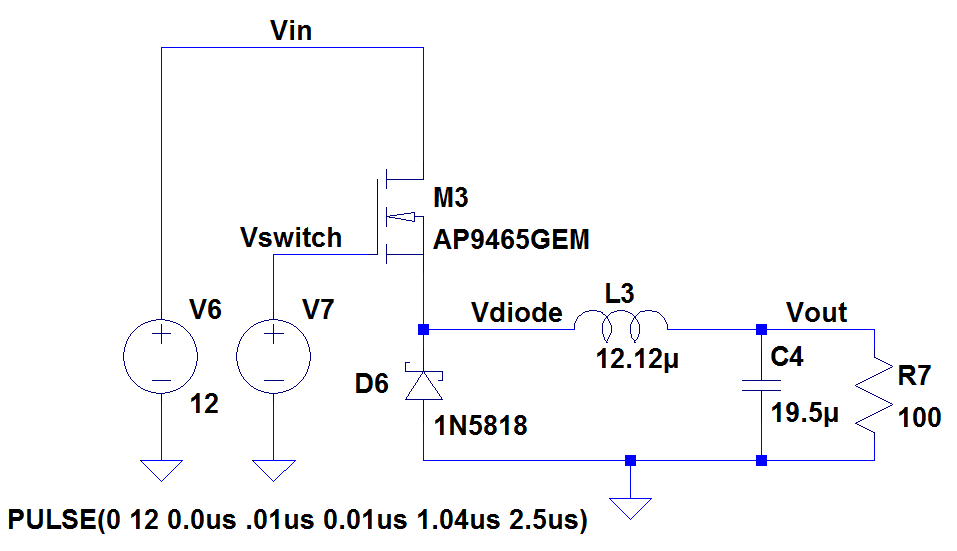 Vin
M3
AP9465GEM
Vswitch
V6
V7
12
Vdiode
L3
12.12µ
Vout
D6
1N5818
C4
19.5µ
R7
100
PULSE(0 12 0.0us .01us 0.01us 1.04us 2.5us)